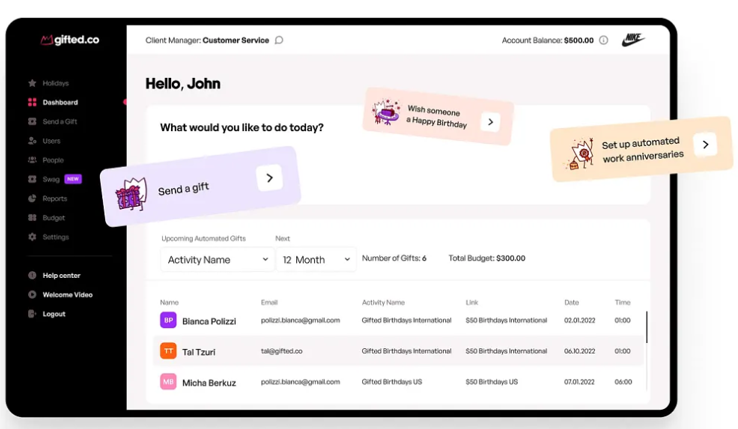 gifted.co
Client Manager: Customer Service
Account Balance: $500.00
NIKE
Holidays
Dashboard
Send a Gift
Users
People
Swag NEW
Reports
Budget
Settings
Help center
Welcome Video
Logout
Hello, John
What would you like to do today?
Wish someone
a Happy Birthday
Set up automated
work anniversaries
Send a gift
Upcoming Automated Gifts Next
Activity Name 12 Month Number of Gifts: 6 Total Budget: $300.00
Name Email Activity Name Link Date Time
BP Bianca Polizzi polizzi.bianca@gmail.com Gifted Birthdays International $50 Birthdays International 02.01.2022 01:00
TT Tal Tzuri tal@gifted.co Gifted Birthdays International $50 Birthdays International 06.10.2022 01:00
MB Micha Berkuz polizzi.bianca@gmail.com Gifted Birthdays US $50 Birthdays US 07.01.2022 06:00